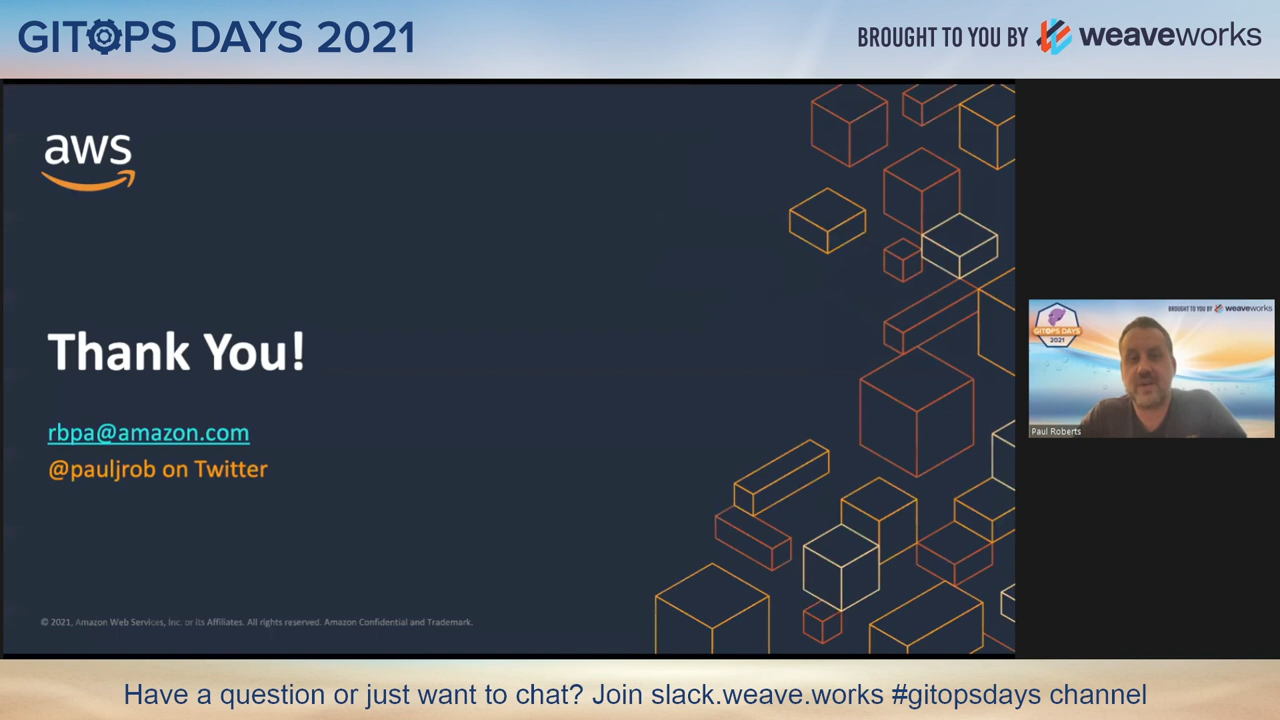 GITOPS DAYS 2021
BROUGHT TO YOU BY weaveworks
aws
Thank You!
rbpa@amazon.com
@pauljrob on Twitter
© 2021, Amazon Web Services, Inc. or its Affiliates. All rights reserved. Amazon Confidential and Trademark.
BROUGHT TO YOU BY weaveworks
GITOPS DAYS
2021
Paul Roberts
Have a question or just want to chat? Join slack.weave.works #gitopsdays channel